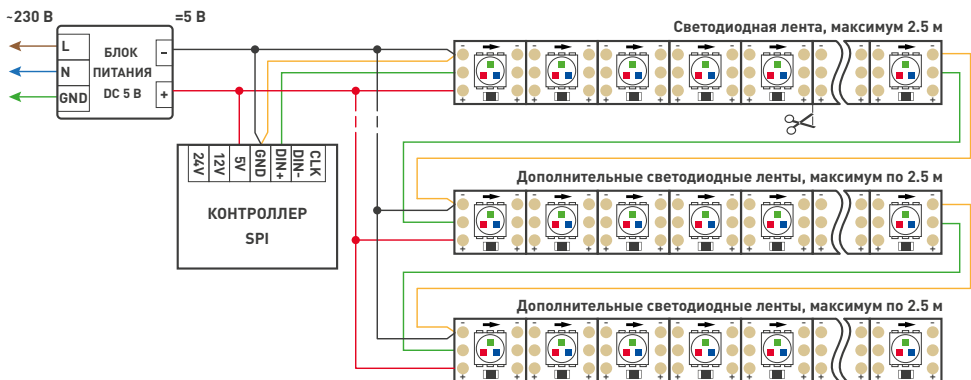 ~230 В
=5 В
L
N
GND
БЛОК
ПИТАНИЯ
DC 5 В
–
+
Светодиодная лента, максимум 2.5 м
24V
12V
5V
GND
DIN+
DIN-
CLK
КОНТРОЛЛЕР
SPI
Дополнительные светодиодные ленты, максимум по 2.5 м
Дополнительные светодиодные ленты, максимум по 2.5 м